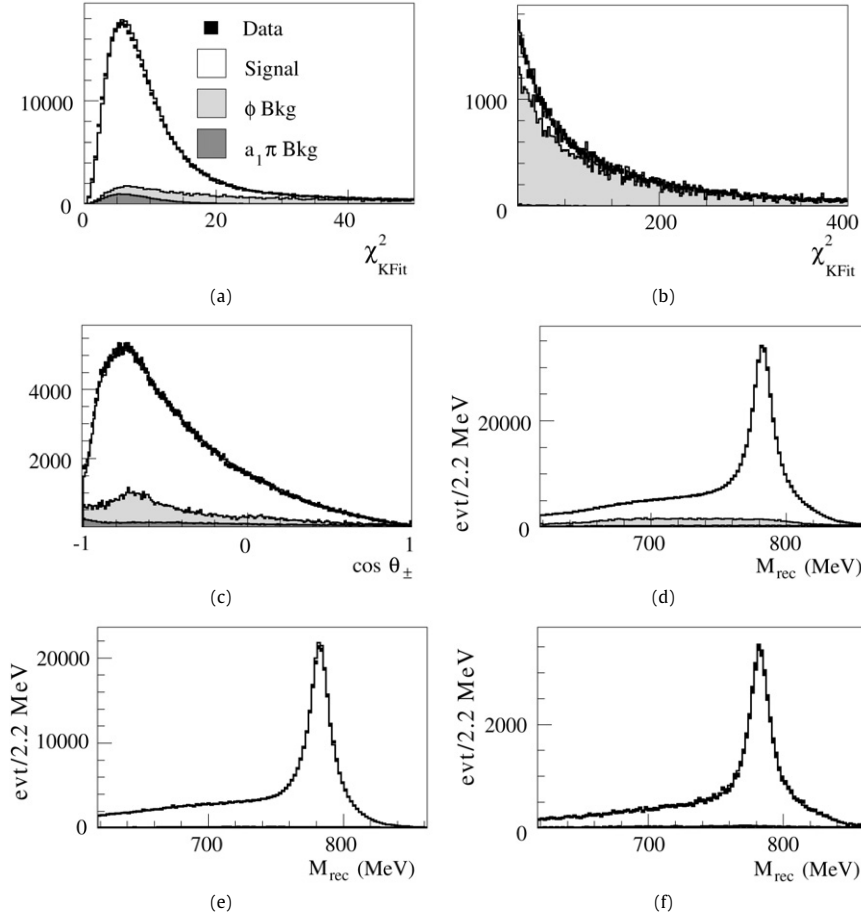 10000
0
0
20
40
χ²KFit
Data
Signal
ϕ Bkg
a₁π Bkg
(a)
1000
0
200
400
χ²KFit
(b)
4000
2000
-1
0
1
cos θ±
(c)
evt/2.2 MeV
20000
0
700
800
Mrec (MeV)
(d)
evt/2.2 MeV
20000
10000
0
700
800
Mrec (MeV)
(e)
evt/2.2 MeV
2000
0
700
800
Mrec (MeV)
(f)